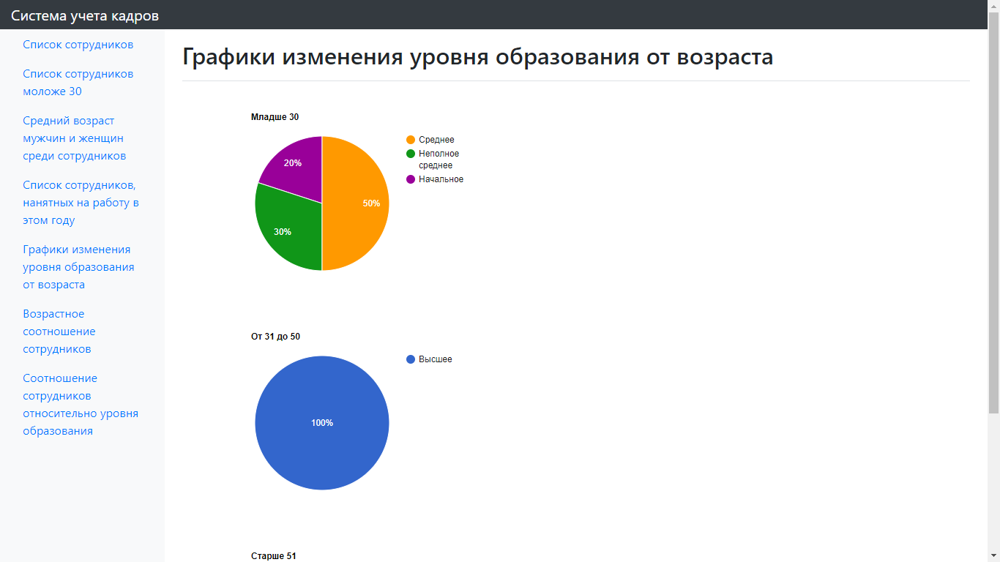 Система учета кадров
Список сотрудников
Список сотрудников
моложе 30
Средний возраст
мужчин и женщин
среди сотрудников
Список сотрудников,
нанятных на работу в
этом году
Графики изменения
уровня образования
от возраста
Возрастное
соотношение
сотрудников
Соотношение
сотрудников
относительно уровня
образования
Графики изменения уровня образования от возраста
Младше 30
20%
50%
30%
Среднее
Неполное
среднее
Начальное
От 31 до 50
100%
Высшее
Старше 51